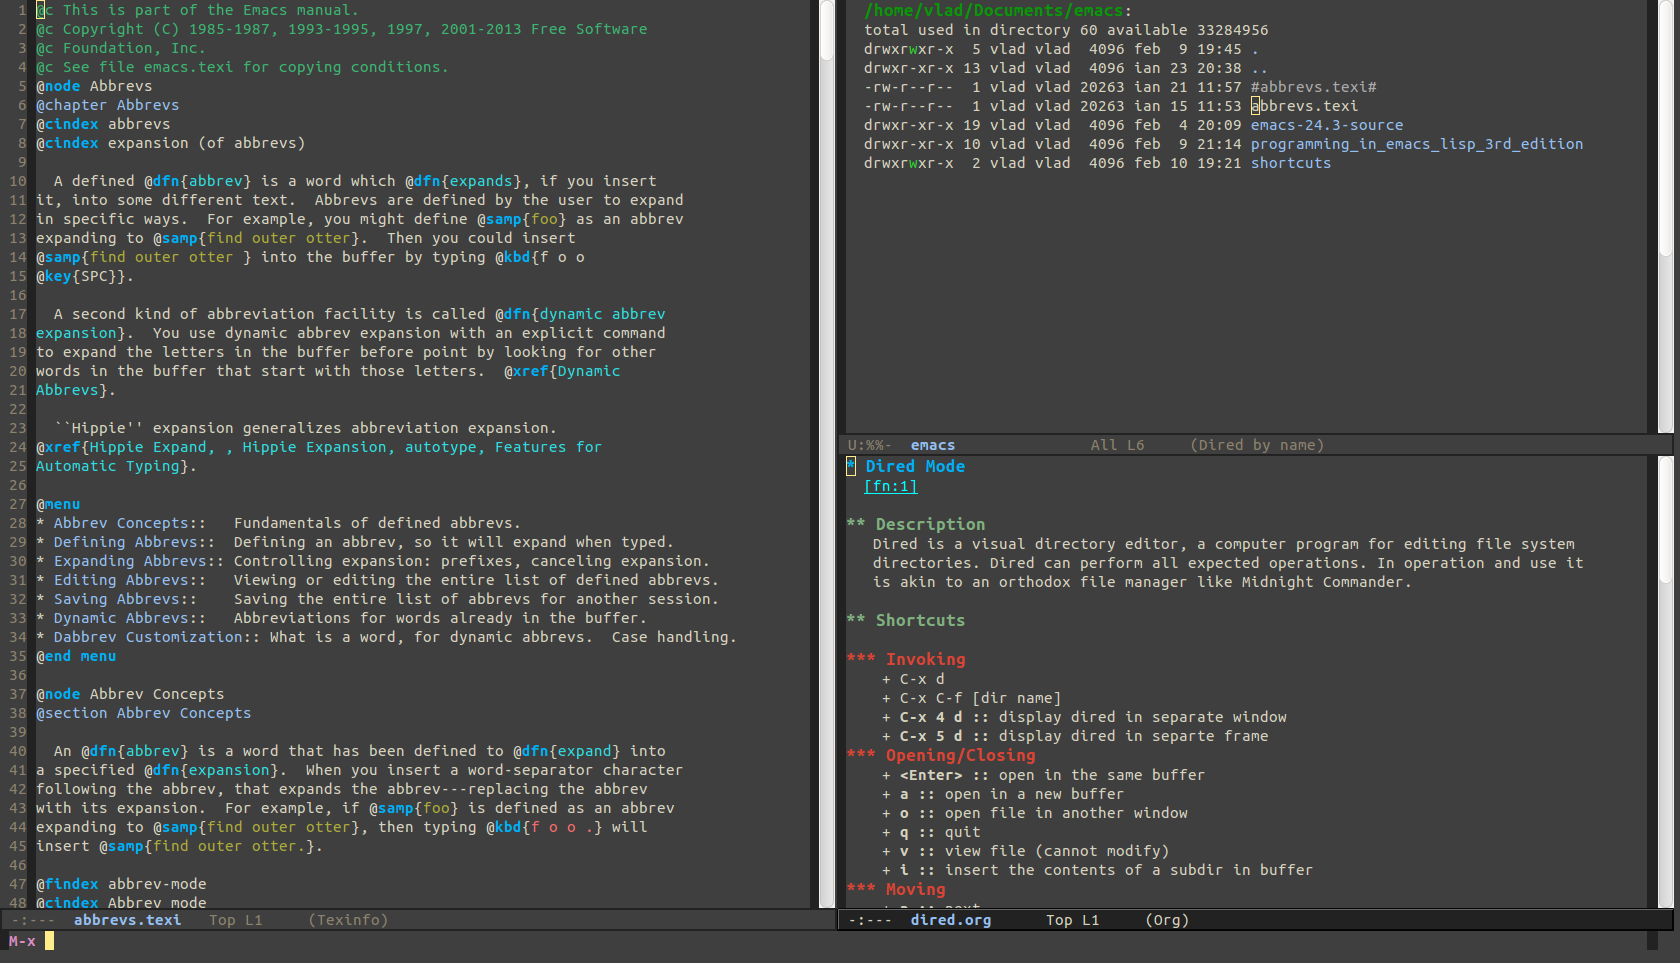 1 @c This is part of the Emacs manual.
2 @c Copyright (C) 1985-1987, 1993-1995, 1997, 2001-2013 Free Software
3 @c Foundation, Inc.
4 @c See file emacs.texi for copying conditions.
5 @node Abbrevs
6 @chapter Abbrevs
7 @cindex abbrevs
8 @cindex expansion (of abbrevs)
9
10   A defined @dfn{abbrev} is a word which @dfn{expands}, if you insert
11 it, into some different text.  Abbrevs are defined by the user to expand
12 in specific ways.  For example, you might define @samp{foo} as an abbrev
13 expanding to @samp{find outer otter}.  Then you could insert
14 @samp{find outer otter } into the buffer by typing @kbd{f o o
15 @key{SPC}}.
16
17   A second kind of abbreviation facility is called @dfn{dynamic abbrev
18 expansion}.  You use dynamic abbrev expansion with an explicit command
19 to expand the letters in the buffer before point by looking for other
20 words in the buffer that start with those letters.  @xref{Dynamic
21 Abbrevs}.
22
23   ``Hippie'' expansion generalizes abbreviation expansion.
24 @xref{Hippie Expand, , Hippie Expansion, autotype, Features for
25 Automatic Typing}.
26
27 @menu
28 * Abbrev Concepts::   Fundamentals of defined abbrevs.
29 * Defining Abbrevs::  Defining an abbrev, so it will expand when typed.
30 * Expanding Abbrevs:: Controlling expansion: prefixes, canceling expansion.
31 * Editing Abbrevs::   Viewing or editing the entire list of defined abbrevs.
32 * Saving Abbrevs::    Saving the entire list of abbrevs for another session.
33 * Dynamic Abbrevs::   Abbreviations for words already in the buffer.
34 * Dabbrev Customization:: What is a word, for dynamic abbrevs.  Case handling.
35 @end menu
36
37 @node Abbrev Concepts
38 @section Abbrev Concepts
39
40   An @dfn{abbrev} is a word that has been defined to @dfn{expand} into
41 a specified @dfn{expansion}.  When you insert a word-separator character
42 following the abbrev, that expands the abbrev---replacing the abbrev
43 with its expansion.  For example, if @samp{foo} is defined as an abbrev
44 expanding to @samp{find outer otter}, then typing @kbd{f o o .} will
45 insert @samp{find outer otter.}.
46
47 @findex abbrev-mode
48 @cindex Abbrev mode
-:---  abbrevs.texi   Top L1     (Texinfo)
/home/vlad/Documents/emacs:
total used in directory 60 available 33284956
drwxrwxr-x  5 vlad vlad  4096 feb  9 19:45 .
drwxr-xr-x 13 vlad vlad  4096 ian 23 20:38 ..
-rw-r--r--  1 vlad vlad 20263 ian 21 11:57 #abbrevs.texi#
-rw-r--r--  1 vlad vlad 20263 ian 15 11:53 abbrevs.texi
drwxr-xr-x 19 vlad vlad  4096 feb  4 20:09 emacs-24.3-source
drwxr-xr-x 10 vlad vlad  4096 feb  9 21:14 programming_in_emacs_lisp_3rd_edition
drwxrwxr-x  2 vlad vlad  4096 feb 10 19:21 shortcuts
U:%%-  emacs               All L6     (Dired by name)
* Dired Mode
[fn:1]

** Description
Dired is a visual directory editor, a computer program for editing file system
directories. Dired can perform all expected operations. In operation and use it
is akin to an orthodox file manager like Midnight Commander.

** Shortcuts

*** Invoking
+ C-x d
+ C-x C-f [dir name]
+ C-x 4 d :: display dired in separate window
+ C-x 5 d :: display dired in separte frame
*** Opening/Closing
+ <Enter> :: open in the same buffer
+ a :: open in a new buffer
+ o :: open file in another window
+ q :: quit
+ v :: view file (cannot modify)
+ i :: insert the contents of a subdir in buffer
*** Moving
-:---  dired.org      Top L1     (Org)
M-x